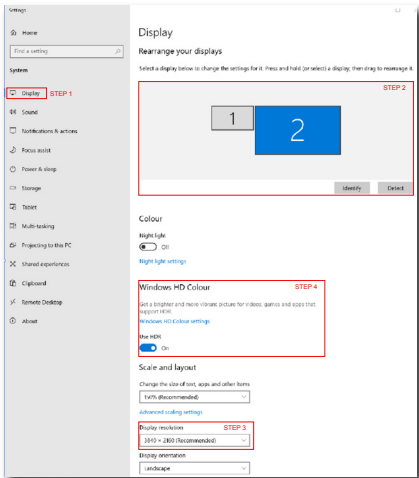 Settings
Home
Find a setting
System
Display STEP 1
Sound
Notifications & actions
Focus assist
Power & sleep
Storage
Tablet
Multi-tasking
Projecting to this PC
Shared experiences
Clipboard
Remote Desktop
About
Display
Rearrange your displays
Select a display below to change the settings for it. Press and hold (or select) a display, then drag to rearrange it.
STEP 2
1
2
Identify Detect
Colour
Night light
Off
Night light settings
Windows HD Colour STEP 4
Get a brighter and more vibrant picture for videos, games and apps that
support HDR.
Windows HD Colour settings
Use HDR
On
Scale and layout
Change the size of text, apps and other items
150% (Recommended)
Advanced scaling settings
Display resolution STEP 3
3840 × 2160 (Recommended)
Display orientation
Landscape